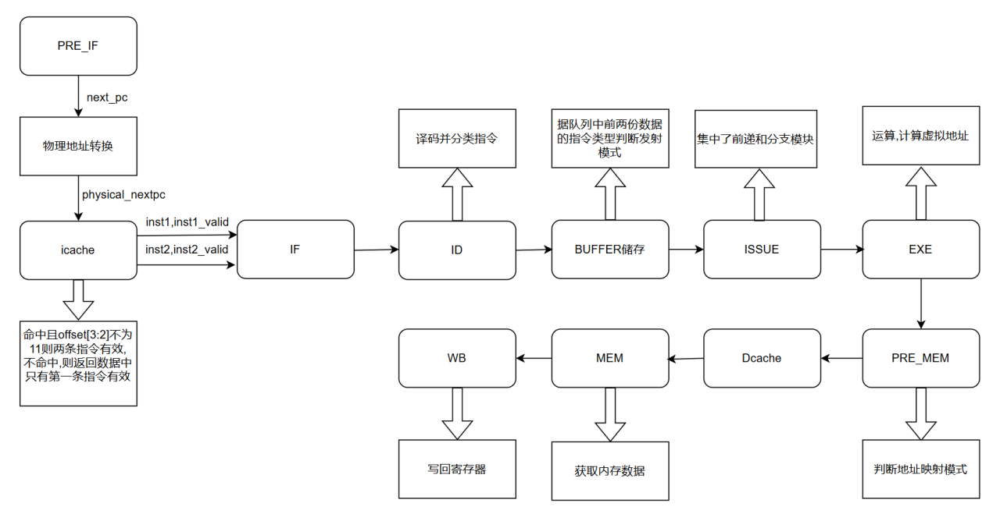 PRE_IF
next_pc
物理地址转换
physical_nextpc
icache
inst1,inst1_valid
inst2,inst2_valid
命中且offset[3:2]不为
11则两条指令有效,
不命中,则返回数据中
只有第一条指令有效
IF
译码并分类指令
ID
据队列中前两份数据
的指令类型判断发射
模式
BUFFER储存
集中了前递和分支模块
ISSUE
运算,计算虚拟地址
EXE
PRE_MEM
判断地址映射模式
Dcache
MEM
获取内存数据
WB
写回寄存器